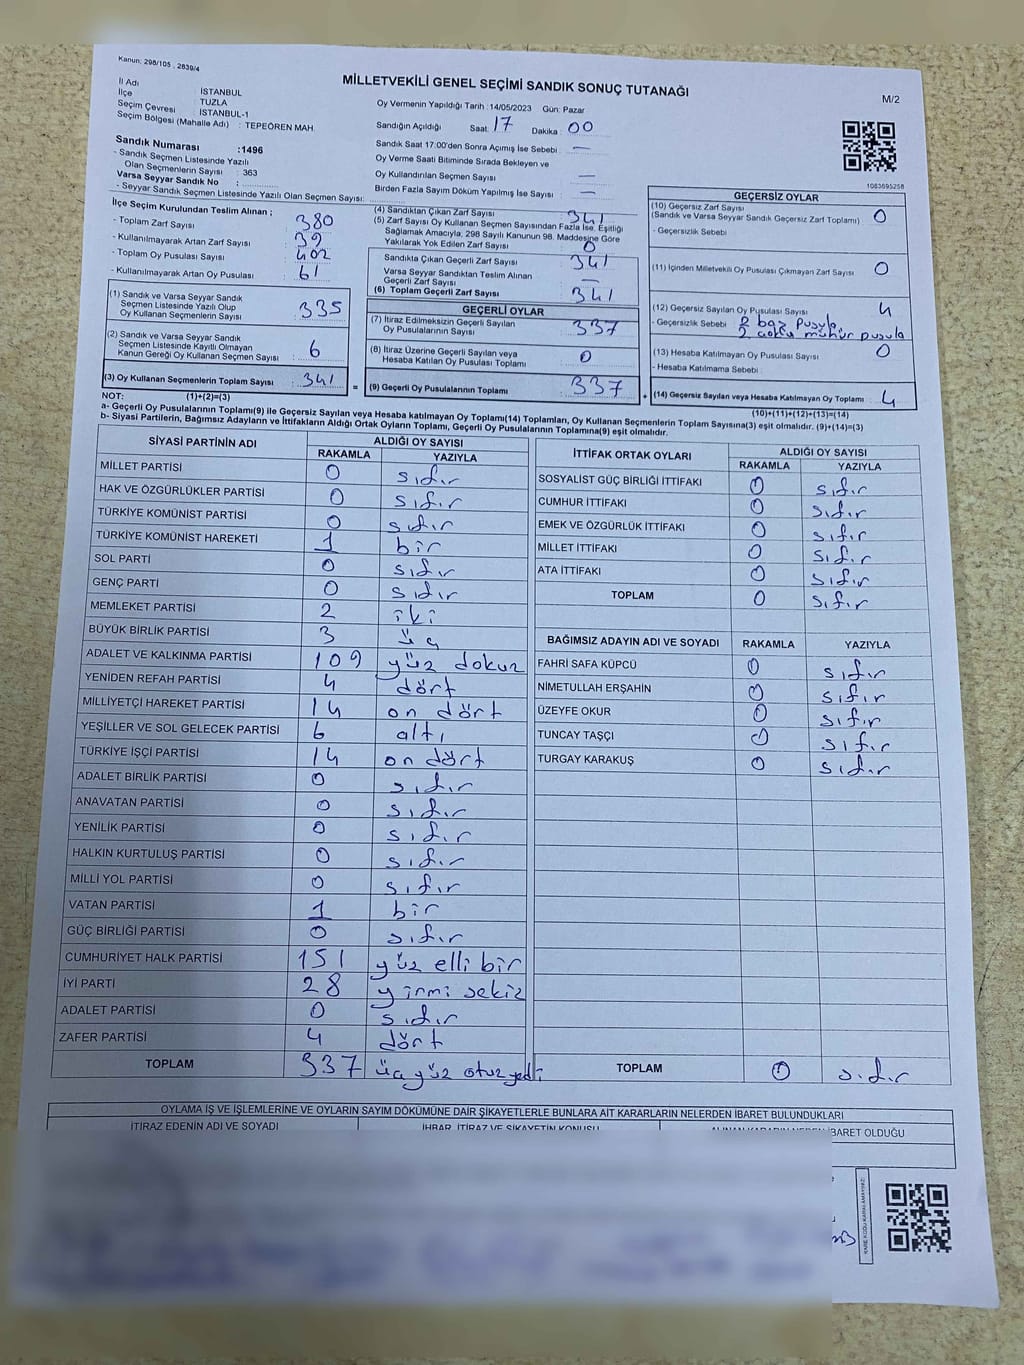 Kanun: 298/105 , 2839/4
MİLLETVEKİLİ GENEL SEÇİMİ SANDIK SONUÇ TUTANAĞI
M/2
İl Adı İSTANBUL
İlçe TUZLA
Seçim Çevresi İSTANBUL-1
Seçim Bölgesi (Mahalle Adı) : TEPEÖREN MAH.
Oy Vermenin Yapıldığı Tarih : 14/05/2023 Gün: Pazar
Sandığın Açıldığı Saat: 17 Dakika : 00
Sandık Saat 17:00'den Sonra Açımış İse Sebebi : —
Oy Verme Saati Bitiminde Sırada Bekleyen ve
Oy Kullandırılan Seçmen Sayısı —
Birden Fazla Sayım Döküm Yapılmış İse Sayısı —
1083695258
Sandık Numarası :1496
- Sandık Seçmen Listesinde Yazılı
Olan Seçmenlerin Sayısı : 363
Varsa Seyyar Sandık No :
- Seyyar Sandık Seçmen Listesinde Yazılı Olan Seçmen Sayısı:
İlçe Seçim Kurulundan Teslim Alınan ;
- Toplam Zarf Sayısı : 380
- Kullanılmayarak Artan Zarf Sayısı : 39
- Toplam Oy Pusulası Sayısı : 402
- Kullanılmayarak Artan Oy Pusulası : 61
(1) Sandık ve Varsa Seyyar Sandık
Seçmen Listesinde Yazılı Olup
Oy Kullanan Seçmenlerin Sayısı : 335
(2) Sandık ve Varsa Seyyar Sandık
Seçmen Listesinde Kayıtlı Olmayan
Kanun Gereği Oy Kullanan Seçmen Sayısı : 6
(3) Oy Kullanan Seçmenlerin Toplam Sayısı : 341
(4) Sandıktan Çıkan Zarf Sayısı 341
(5) Zarf Sayısı Oy Kullanan Seçmen Sayısından Fazla İse, Eşitliği
Sağlamak Amacıyla, 298 Sayılı Kanunun 98. Maddesine Göre
Yakılarak Yok Edilen Zarf Sayısı : 0
Sandıkta Çıkan Geçerli Zarf Sayısı 341
Varsa Seyyar Sandıktan Teslim Alınan
Geçerli Zarf Sayısı : —
(6) Toplam Geçerli Zarf Sayısı 341
GEÇERLİ OYLAR
(7) İtiraz Edilmeksizin Geçerli Sayılan
Oy Pusulalarının Sayısı 337
(8) İtiraz Üzerine Geçerli Sayılan veya
Hesaba Katılan Oy Pusulası Toplamı : 0
= (9) Geçerli Oy Pusulalarının Toplamı 337
GEÇERSİZ OYLAR
(10) Geçersiz Zarf Sayısı
(Sandık ve Varsa Seyyar Sandık Geçersiz Zarf Toplamı) : 0
- Geçersizlik Sebebi
(11) İçinden Milletvekili Oy Pusulası Çıkmayan Zarf Sayısı : 0
(12) Geçersiz Sayılan Oy Pusulası Sayısı 4
- Geçersizlik Sebebi 2 boş pusula
2 çoklu mühür pusula
(13) Hesaba Katılmayan Oy Pusulası Sayısı : 0
- Hesaba Katılmama Sebebi :
+ (14) Geçersiz Sayılan veya Hesaba Katılmayan Oy Toplamı : 4
NOT: (1)+(2)=(3)
(10)+(11)+(12)+(13)=(14)
a- Geçerli Oy Pusulalarının Toplamı(9) ile Geçersiz Sayılan veya Hesaba katılmayan Oy Toplamı(14) Toplamları, Oy Kullanan Seçmenlerin Toplam Sayısına(3) eşit olmalıdır. (9)+(14)=(3)
b- Siyasi Partilerin, Bağımsız Adayların ve İttifakların Aldığı Ortak Oyların Toplamı, Geçerli Oy Pusulalarının Toplamına(9) eşit olmalıdır.
SİYASİ PARTİNİN ADI ALDIĞI OY SAYISI
RAKAMLA YAZIYLA
MİLLET PARTİSİ 0 sıfır
HAK VE ÖZGÜRLÜKLER PARTİSİ 0 sıfır
TÜRKİYE KOMÜNİST PARTİSİ 0 sıfır
TÜRKİYE KOMÜNİST HAREKETİ 1 bir
SOL PARTİ 0 sıfır
GENÇ PARTİ 0 sıfır
MEMLEKET PARTİSİ 2 iki
BÜYÜK BİRLİK PARTİSİ 3 üç
ADALET VE KALKINMA PARTİSİ 109 yüz dokuz
YENİDEN REFAH PARTİSİ 4 dört
MİLLİYETÇİ HAREKET PARTİSİ 14 on dört
YEŞİLLER VE SOL GELECEK PARTİSİ 6 altı
TÜRKİYE İŞÇİ PARTİSİ 14 on dört
ADALET BİRLİK PARTİSİ 0 sıfır
ANAVATAN PARTİSİ 0 sıfır
YENİLİK PARTİSİ 0 sıfır
HALKIN KURTULUŞ PARTİSİ 0 sıfır
MİLLİ YOL PARTİSİ 0 sıfır
VATAN PARTİSİ 1 bir
GÜÇ BİRLİĞİ PARTİSİ 0 sıfır
CUMHURİYET HALK PARTİSİ 151 yüz elli bir
İYİ PARTİ 28 yirmi sekiz
ADALET PARTİSİ 0 sıfır
ZAFER PARTİSİ 4 dört
TOPLAM 337 üçyüz otuz yedi
İTTİFAK ORTAK OYLARI ALDIĞI OY SAYISI
RAKAMLA YAZIYLA
SOSYALİST GÜÇ BİRLİĞİ İTTİFAKI 0 sıfır
CUMHUR İTTİFAKI 0 sıfır
EMEK VE ÖZGÜRLÜK İTTİFAKI 0 sıfır
MİLLET İTTİFAKI 0 sıfır
ATA İTTİFAKI 0 sıfır
TOPLAM 0 sıfır
BAĞIMSIZ ADAYIN ADI VE SOYADI RAKAMLA YAZIYLA
FAHRİ SAFA KÜPCÜ 0 sıfır
NİMETULLAH ERŞAHİN 0 sıfır
ÜZEYFE OKUR 0 sıfır
TUNCAY TAŞÇI 0 sıfır
TURGAY KARAKUŞ 0 sıfır
TOPLAM 0 sıfır
OYLAMA İŞ VE İŞLEMLERİNE VE OYLARIN SAYIM DÖKÜMÜNE DAİR ŞİKAYETLERLE BUNLARA AİT KARARLARIN NELERDEN İBARET BULUNDUKLARI
İTİRAZ EDENİN ADI VE SOYADI İHBAR, İTİRAZ VE ŞİKAYETİN KONUSU ALINAN KARARIN NEDEN İBARET OLDUĞU
KARE KODU KARALAMAYINIZ!